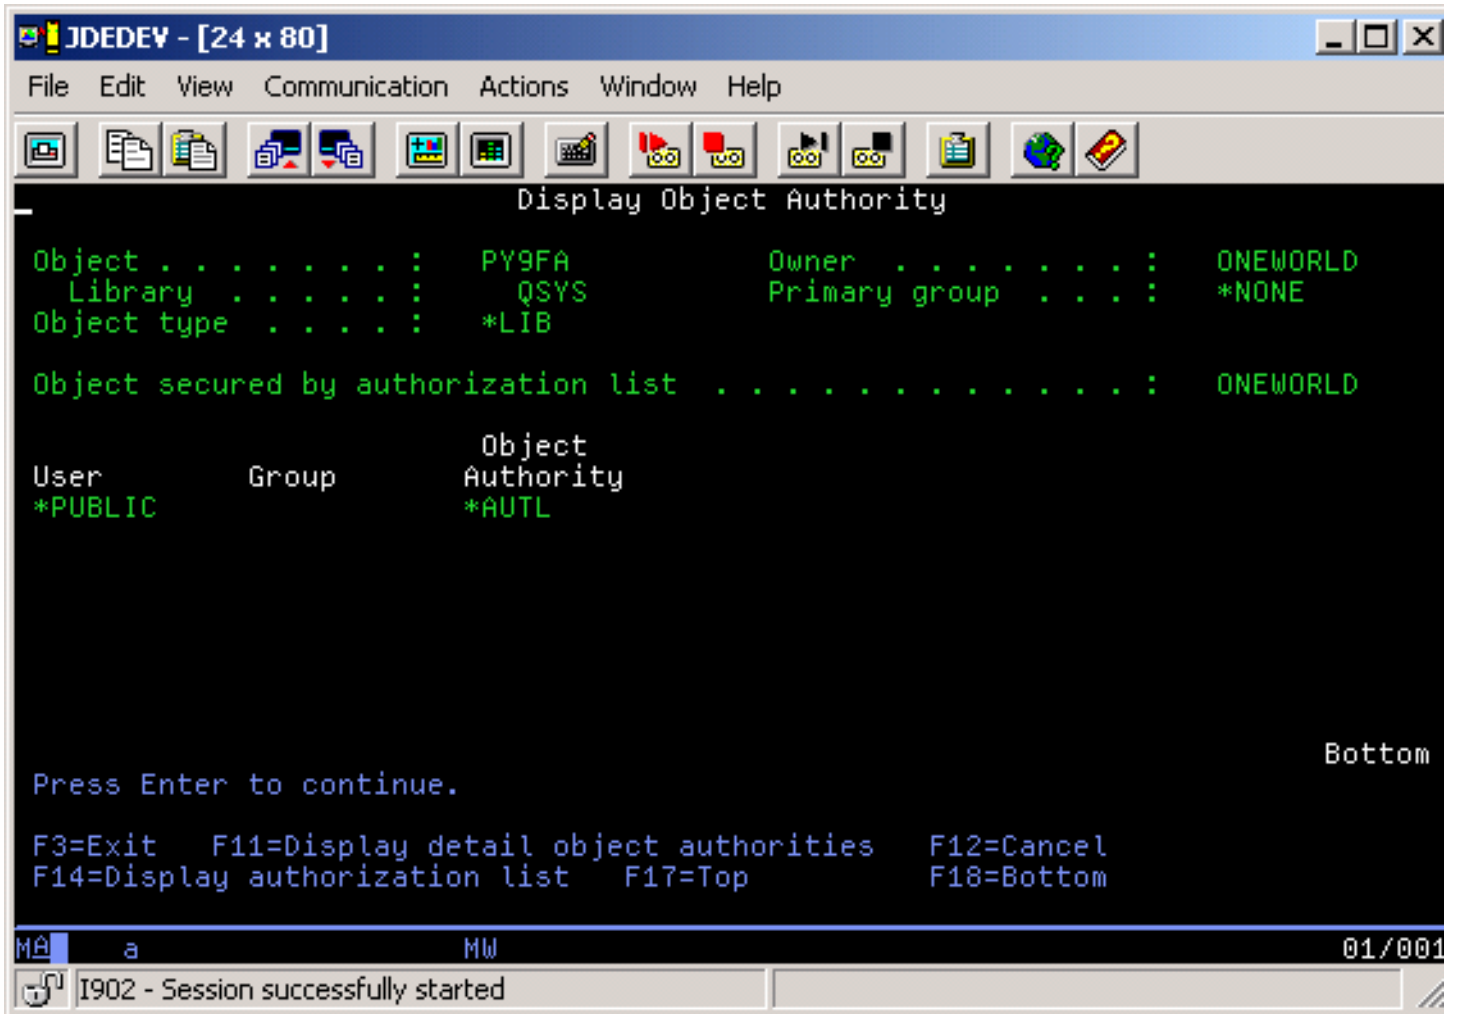 JDEDEV - [24 x 80]
File Edit View Communication Actions Window Help
Display Object Authority
Object . . . . . . . : PY9FA Owner . . . . . . . : ONEWORLD
Library . . . . . : QSYS Primary group . . . : *NONE
Object type . . . . : *LIB
Object secured by authorization list . . . . . . . . . . . . . : ONEWORLD
Object
User Group Authority
*PUBLIC *AUTL
Bottom
Press Enter to continue.
F3=Exit F11=Display detail object authorities F12=Cancel
F14=Display authorization list F17=Top F18=Bottom
MA a MW 01/001
I902 - Session successfully started